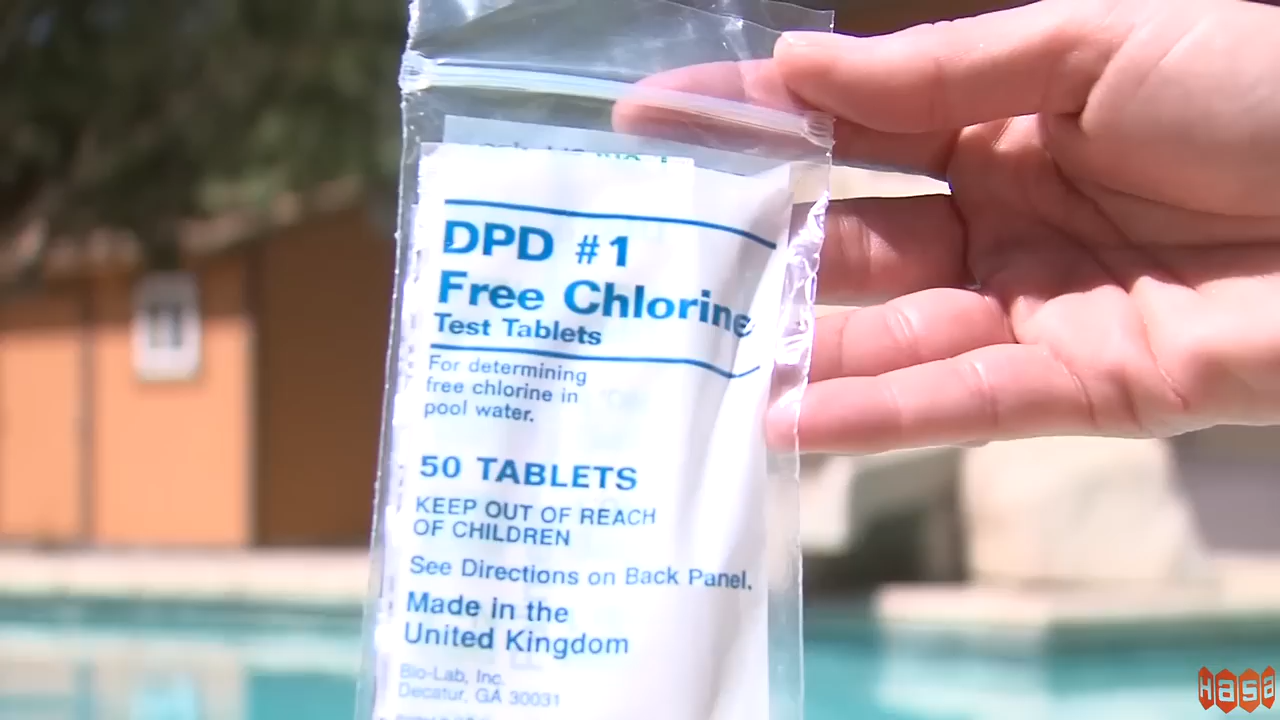 DPD #1
Free Chlorine
Test Tablets
For determining
free chlorine in
pool water.
50 TABLETS
KEEP OUT OF REACH
OF CHILDREN
See Directions on Back Panel.
Made in the
United Kingdom
Bio-Lab, Inc.
Decatur, GA 30031
HASA